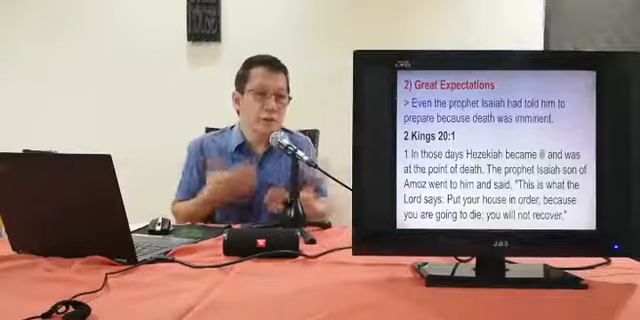 2) Great Expectations
> Even the prophet Isaiah had told him to
prepare because death was imminent.
2 Kings 20:1
1 In those days Hezekiah became ill and was
at the point of death. The prophet Isaiah son of
Amoz went to him and said, "This is what the
Lord says: Put your house in order, because
you are going to die; you will not recover."